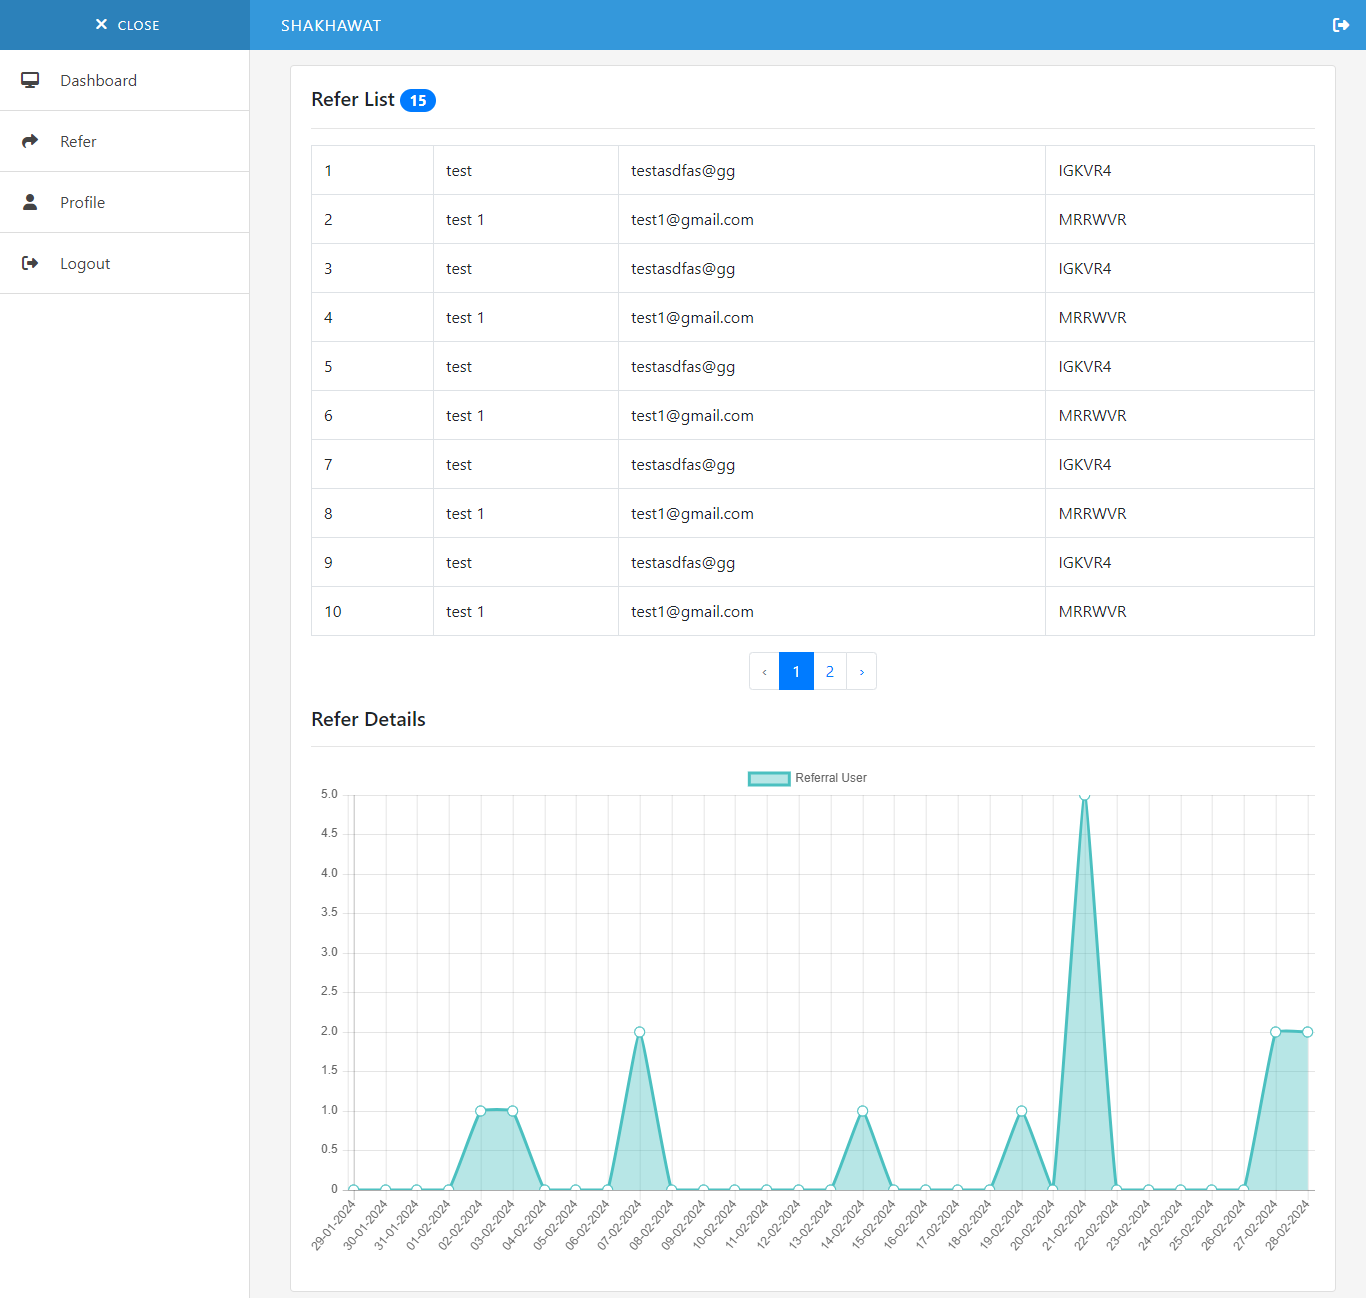 CLOSE
SHAKHAWAT
Dashboard
Refer
Profile
Logout
Refer List 15
1 test testasdfas@gg IGKVR4
2 test 1 test1@gmail.com MRRWVR
3 test testasdfas@gg IGKVR4
4 test 1 test1@gmail.com MRRWVR
5 test testasdfas@gg IGKVR4
6 test 1 test1@gmail.com MRRWVR
7 test testasdfas@gg IGKVR4
8 test 1 test1@gmail.com MRRWVR
9 test testasdfas@gg IGKVR4
10 test 1 test1@gmail.com MRRWVR
‹ 1 2 ›
Refer Details
Referral User
5.0
4.5
4.0
3.5
3.0
2.5
2.0
1.5
1.0
0.5
0
29-01-2024
30-01-2024
31-01-2024
01-02-2024
02-02-2024
03-02-2024
04-02-2024
05-02-2024
06-02-2024
07-02-2024
08-02-2024
09-02-2024
10-02-2024
11-02-2024
12-02-2024
13-02-2024
14-02-2024
15-02-2024
16-02-2024
17-02-2024
18-02-2024
19-02-2024
20-02-2024
21-02-2024
22-02-2024
23-02-2024
24-02-2024
25-02-2024
26-02-2024
27-02-2024
28-02-2024